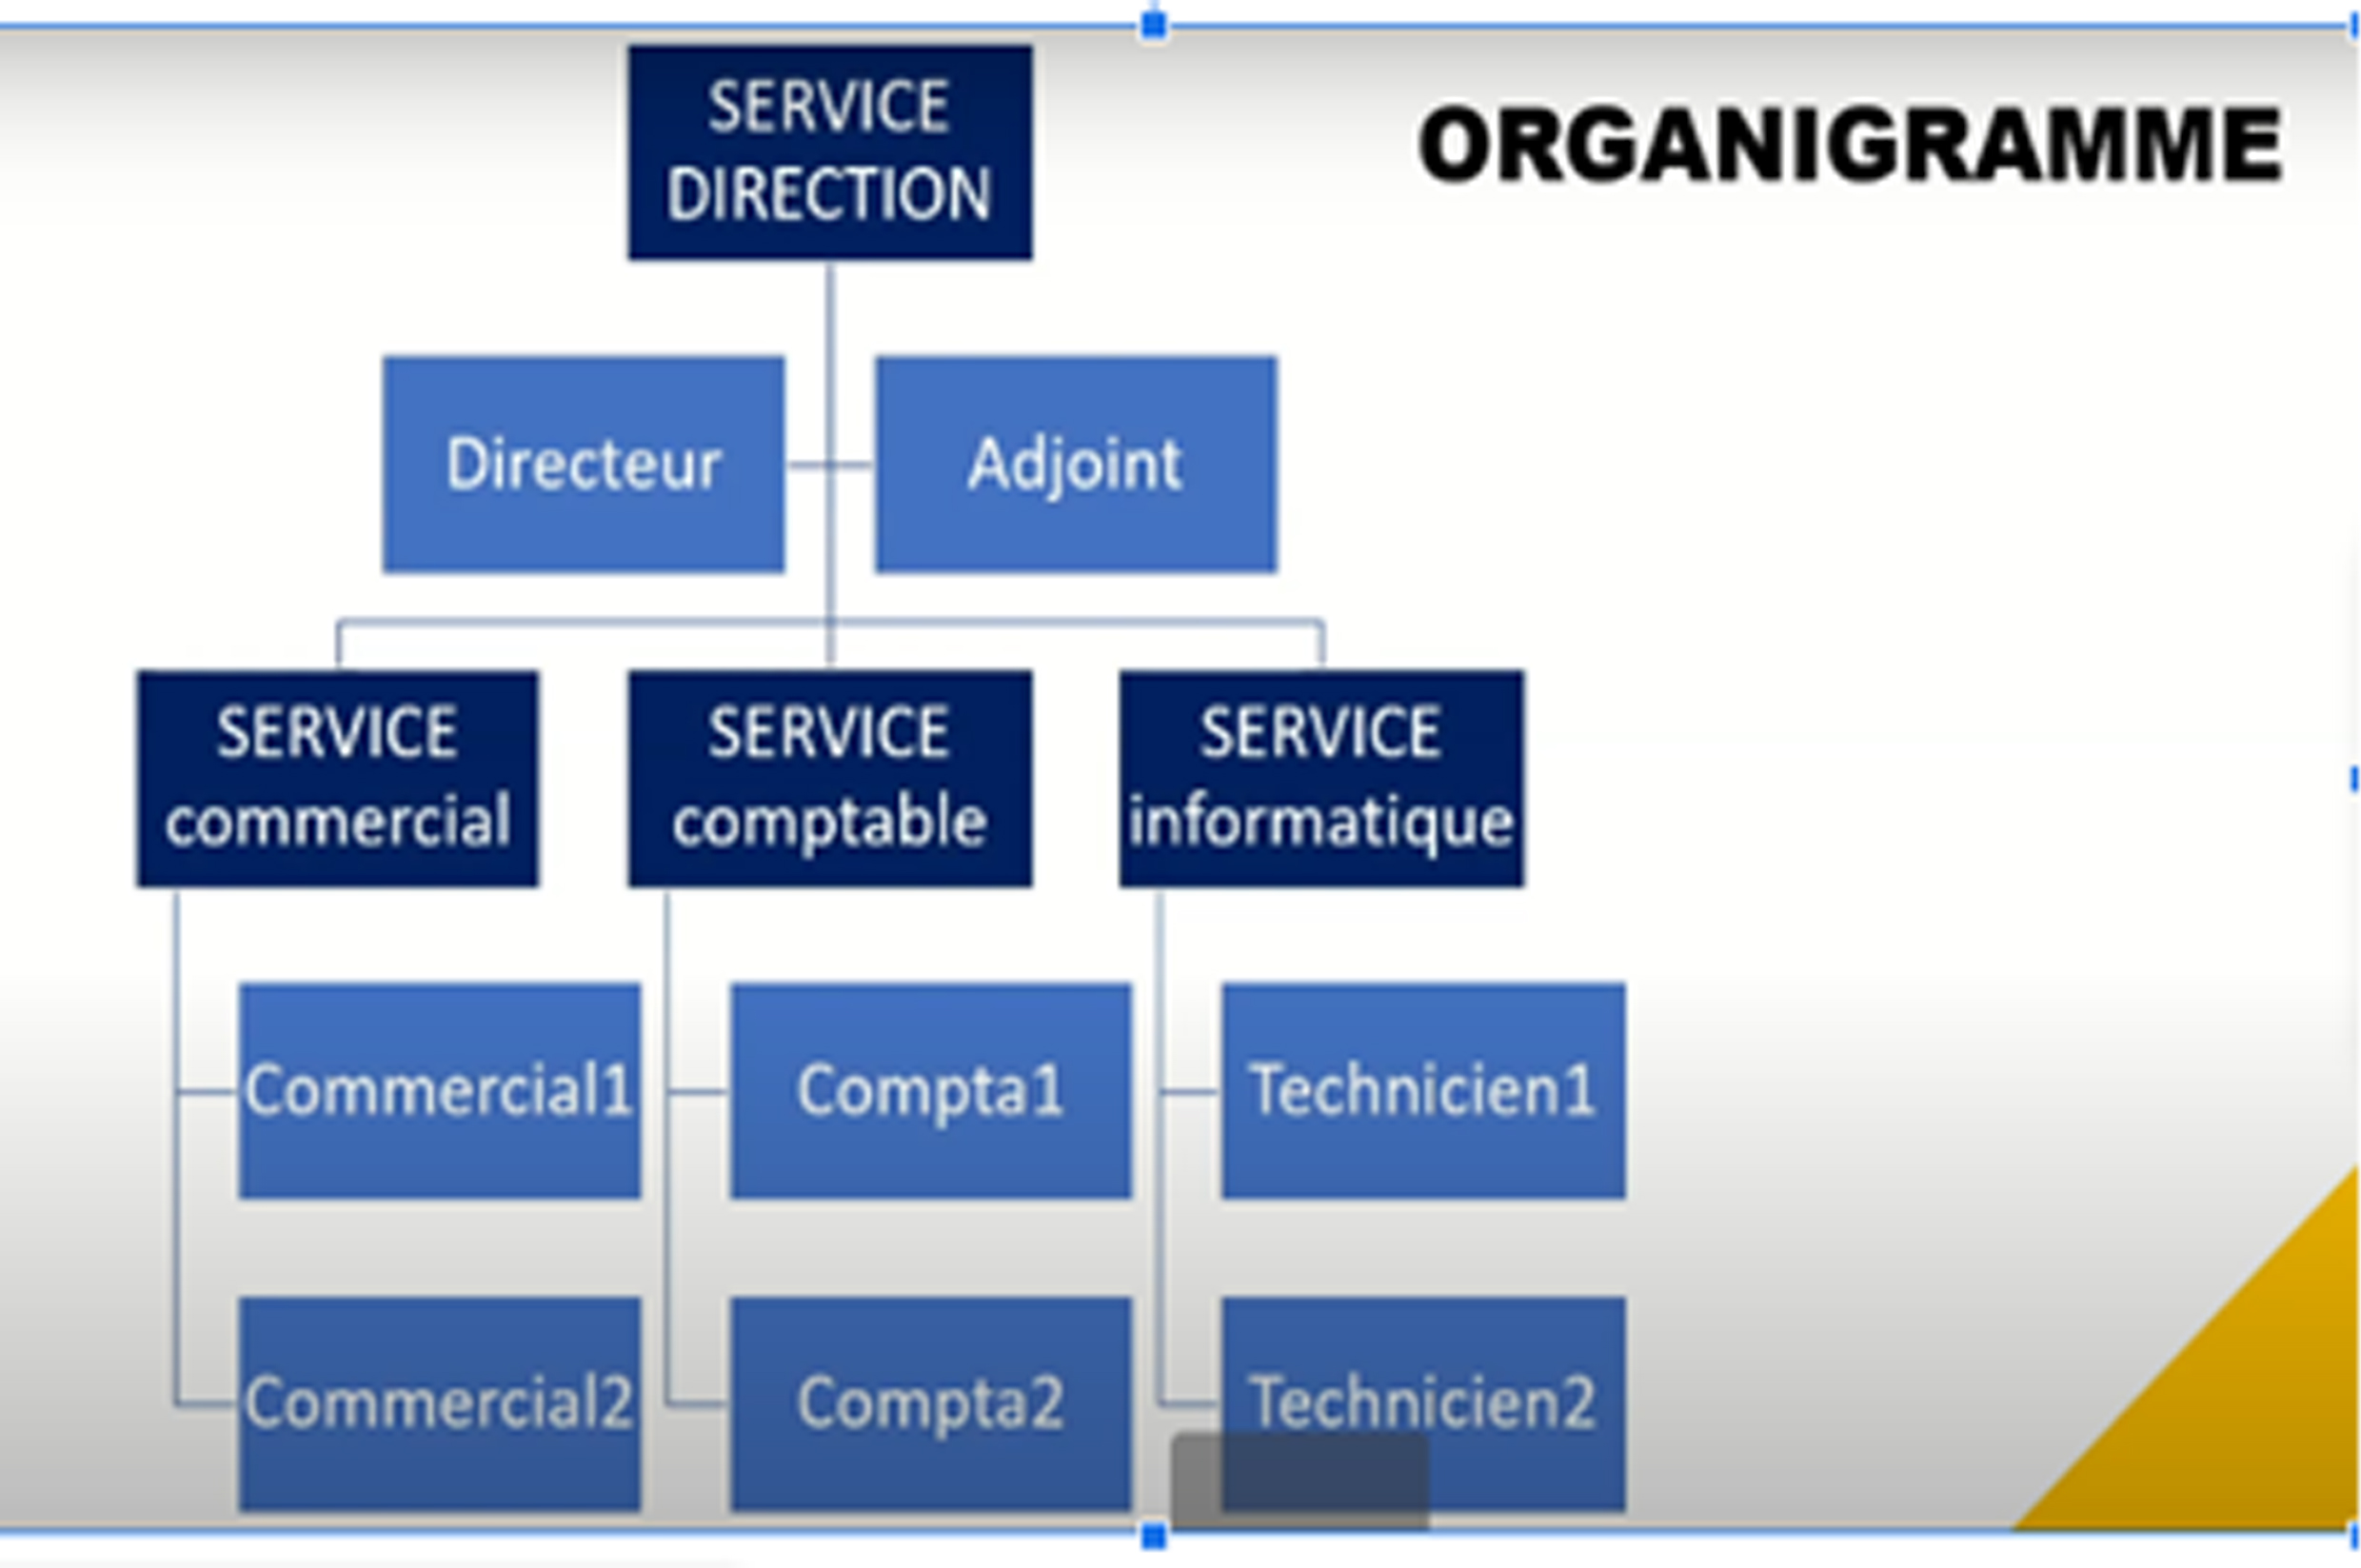 SERVICE
DIRECTION
ORGANIGRAMME
Directeur
Adjoint
SERVICE
commercial
SERVICE
comptable
SERVICE
informatique
Commercial1
Compta1
Technicien1
Commercial2
Compta2
Technicien2